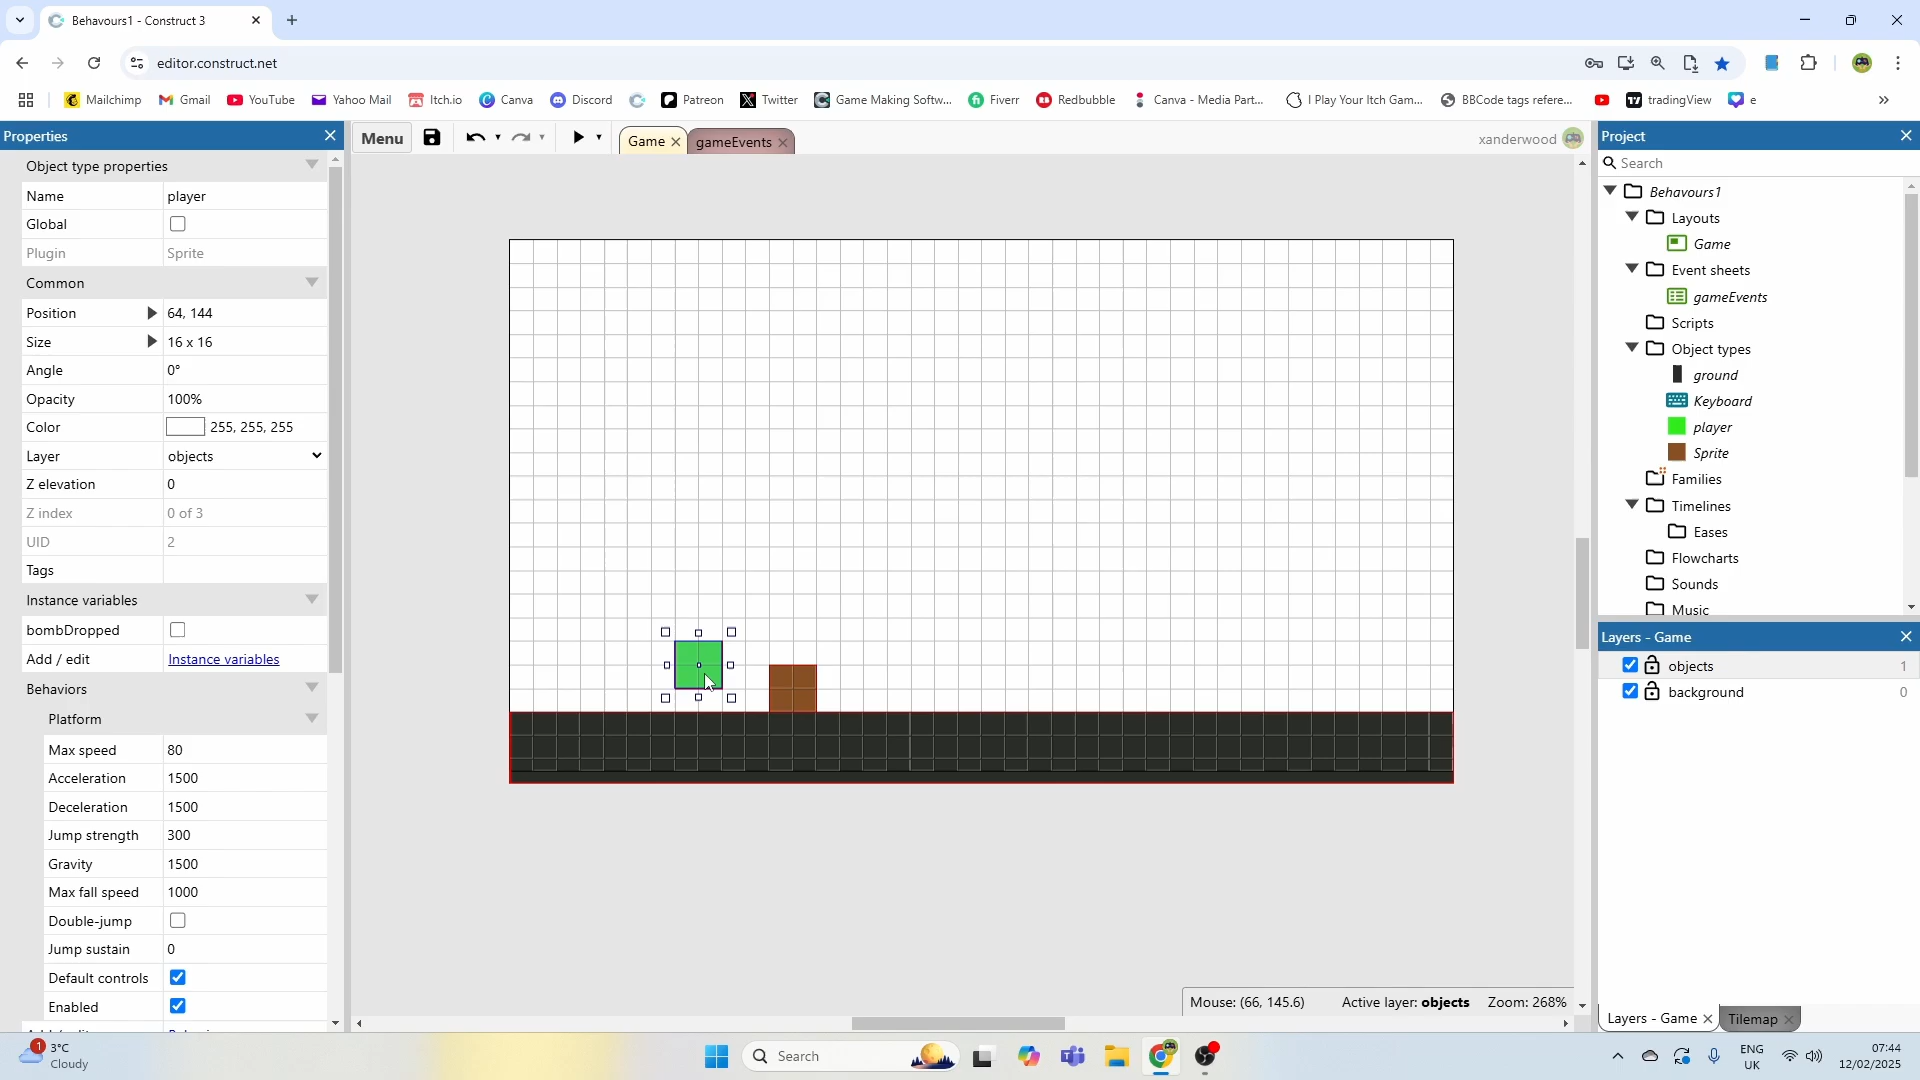 Behavours1 - Construct 3
editor.construct.net
Mailchimp
Gmail
YouTube
Yahoo Mail
Itch.io
Canva
Discord
Patreon
Twitter
Game Making Softw...
Fiverr
Redbubble
Canva - Media Part...
I Play Your Itch Gam...
BBCode tags refere...
tradingView
e
Properties
Menu
Game
gameEvents
xanderwood
Project
Object type properties
Name player
Global
Plugin Sprite
Common
Position 64, 144
Size 16 x 16
Angle 0°
Opacity 100%
Color 255, 255, 255
Layer objects
Z elevation 0
Z index 0 of 3
UID 2
Tags
Instance variables
bombDropped
Add / edit Instance variables
Behaviors
Platform
Max speed 80
Acceleration 1500
Deceleration 1500
Jump strength 300
Gravity 1500
Max fall speed 1000
Double-jump
Jump sustain 0
Default controls
Enabled
Search
Behavours1
Layouts
Game
Event sheets
gameEvents
Scripts
Object types
ground
Keyboard
player
Sprite
Families
Timelines
Eases
Flowcharts
Sounds
Music
Layers - Game
objects 1
background 0
Mouse: (66, 145.6) Active layer: objects Zoom: 268%
Layers - Game
Tilemap
1
3°C
Cloudy
Search
ENG
UK
07:44
12/02/2025